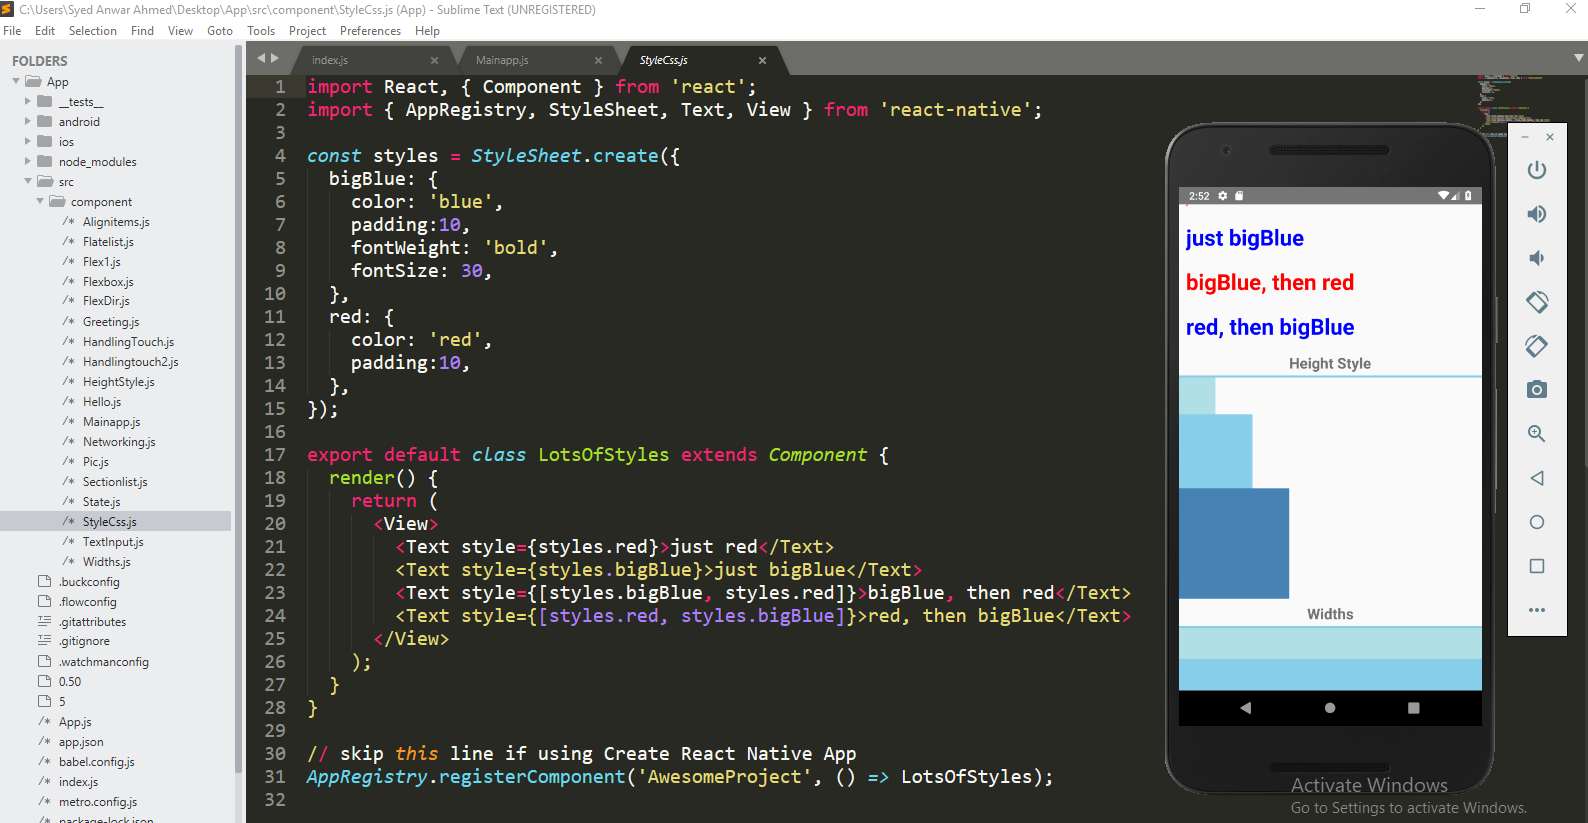 C:\Users\Syed Anwar Ahmed\Desktop\App\src\component\StyleCss.js (App) - Sublime Text (UNREGISTERED)
File Edit Selection Find View Goto Tools Project Preferences Help
FOLDERS
App
__tests__
android
ios
node_modules
src
component
/* Alignitems.js
/* Flatelist.js
/* Flex1.js
/* Flexbox.js
/* FlexDir.js
/* Greeting.js
/* HandlingTouch.js
/* Handlingtouch2.js
/* HeightStyle.js
/* Hello.js
/* Mainapp.js
/* Networking.js
/* Pic.js
/* Sectionlist.js
/* State.js
/* StyleCss.js
/* TextInput.js
/* Widths.js
.buckconfig
.flowconfig
.gitattributes
.gitignore
.watchmanconfig
0.50
5
/* App.js
/* app.json
/* babel.config.js
/* index.js
/* metro.config.js
package-lock.json
index.js
Mainapp.js
StyleCss.js
1 import React, { Component } from 'react';
2 import { AppRegistry, StyleSheet, Text, View } from 'react-native';
3
4 const styles = StyleSheet.create({
5 bigBlue: {
6 color: 'blue',
7 padding:10,
8 fontWeight: 'bold',
9 fontSize: 30,
10 },
11 red: {
12 color: 'red',
13 padding:10,
14 },
15 });
16
17 export default class LotsOfStyles extends Component {
18 render() {
19 return (
20 <View>
21 <Text style={styles.red}>just red</Text>
22 <Text style={styles.bigBlue}>just bigBlue</Text>
23 <Text style={[styles.bigBlue, styles.red]}>bigBlue, then red</Text>
24 <Text style={[styles.red, styles.bigBlue]}>red, then bigBlue</Text>
25 </View>
26 );
27 }
28 }
29
30 // skip this line if using Create React Native App
31 AppRegistry.registerComponent('AwesomeProject', () => LotsOfStyles);
32
2:52
just bigBlue
bigBlue, then red
red, then bigBlue
Height Style
Widths
Activate Windows
Go to Settings to activate Windows.